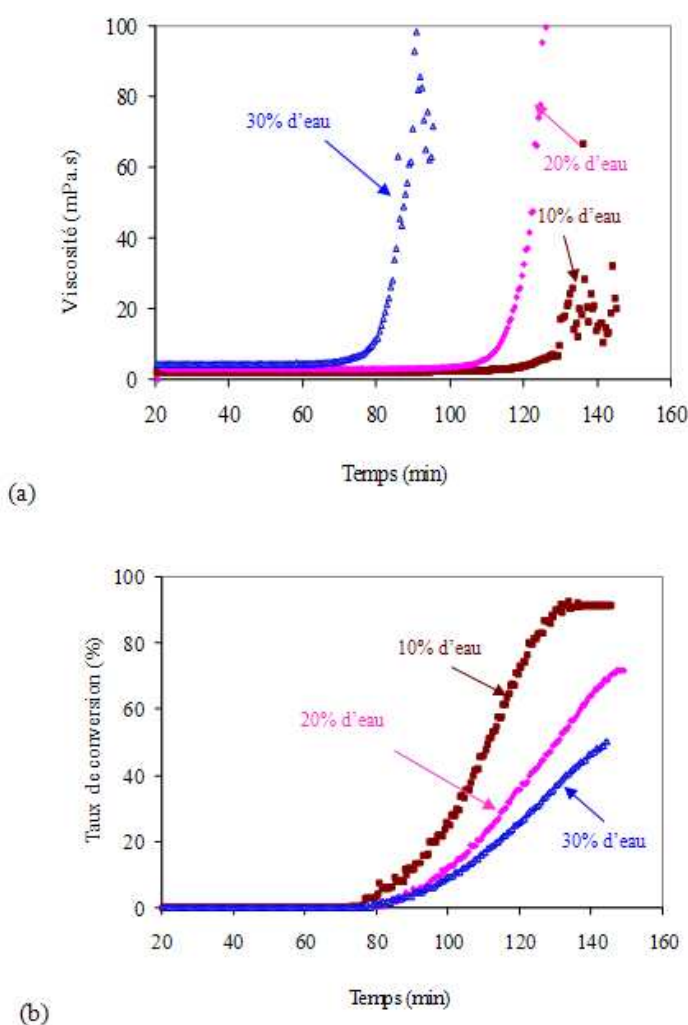 100
80
60
40
20
0
Viscosité (mPa.s)
30% d'eau
20% d'eau
10% d'eau
20 40 60 80 100 120 140 160
Temps (min)
(a)
100
80
60
40
20
0
Taux de conversion (%)
10% d'eau
20% d'eau
30% d'eau
20 40 60 80 100 120 140 160
Temps (min)
(b)